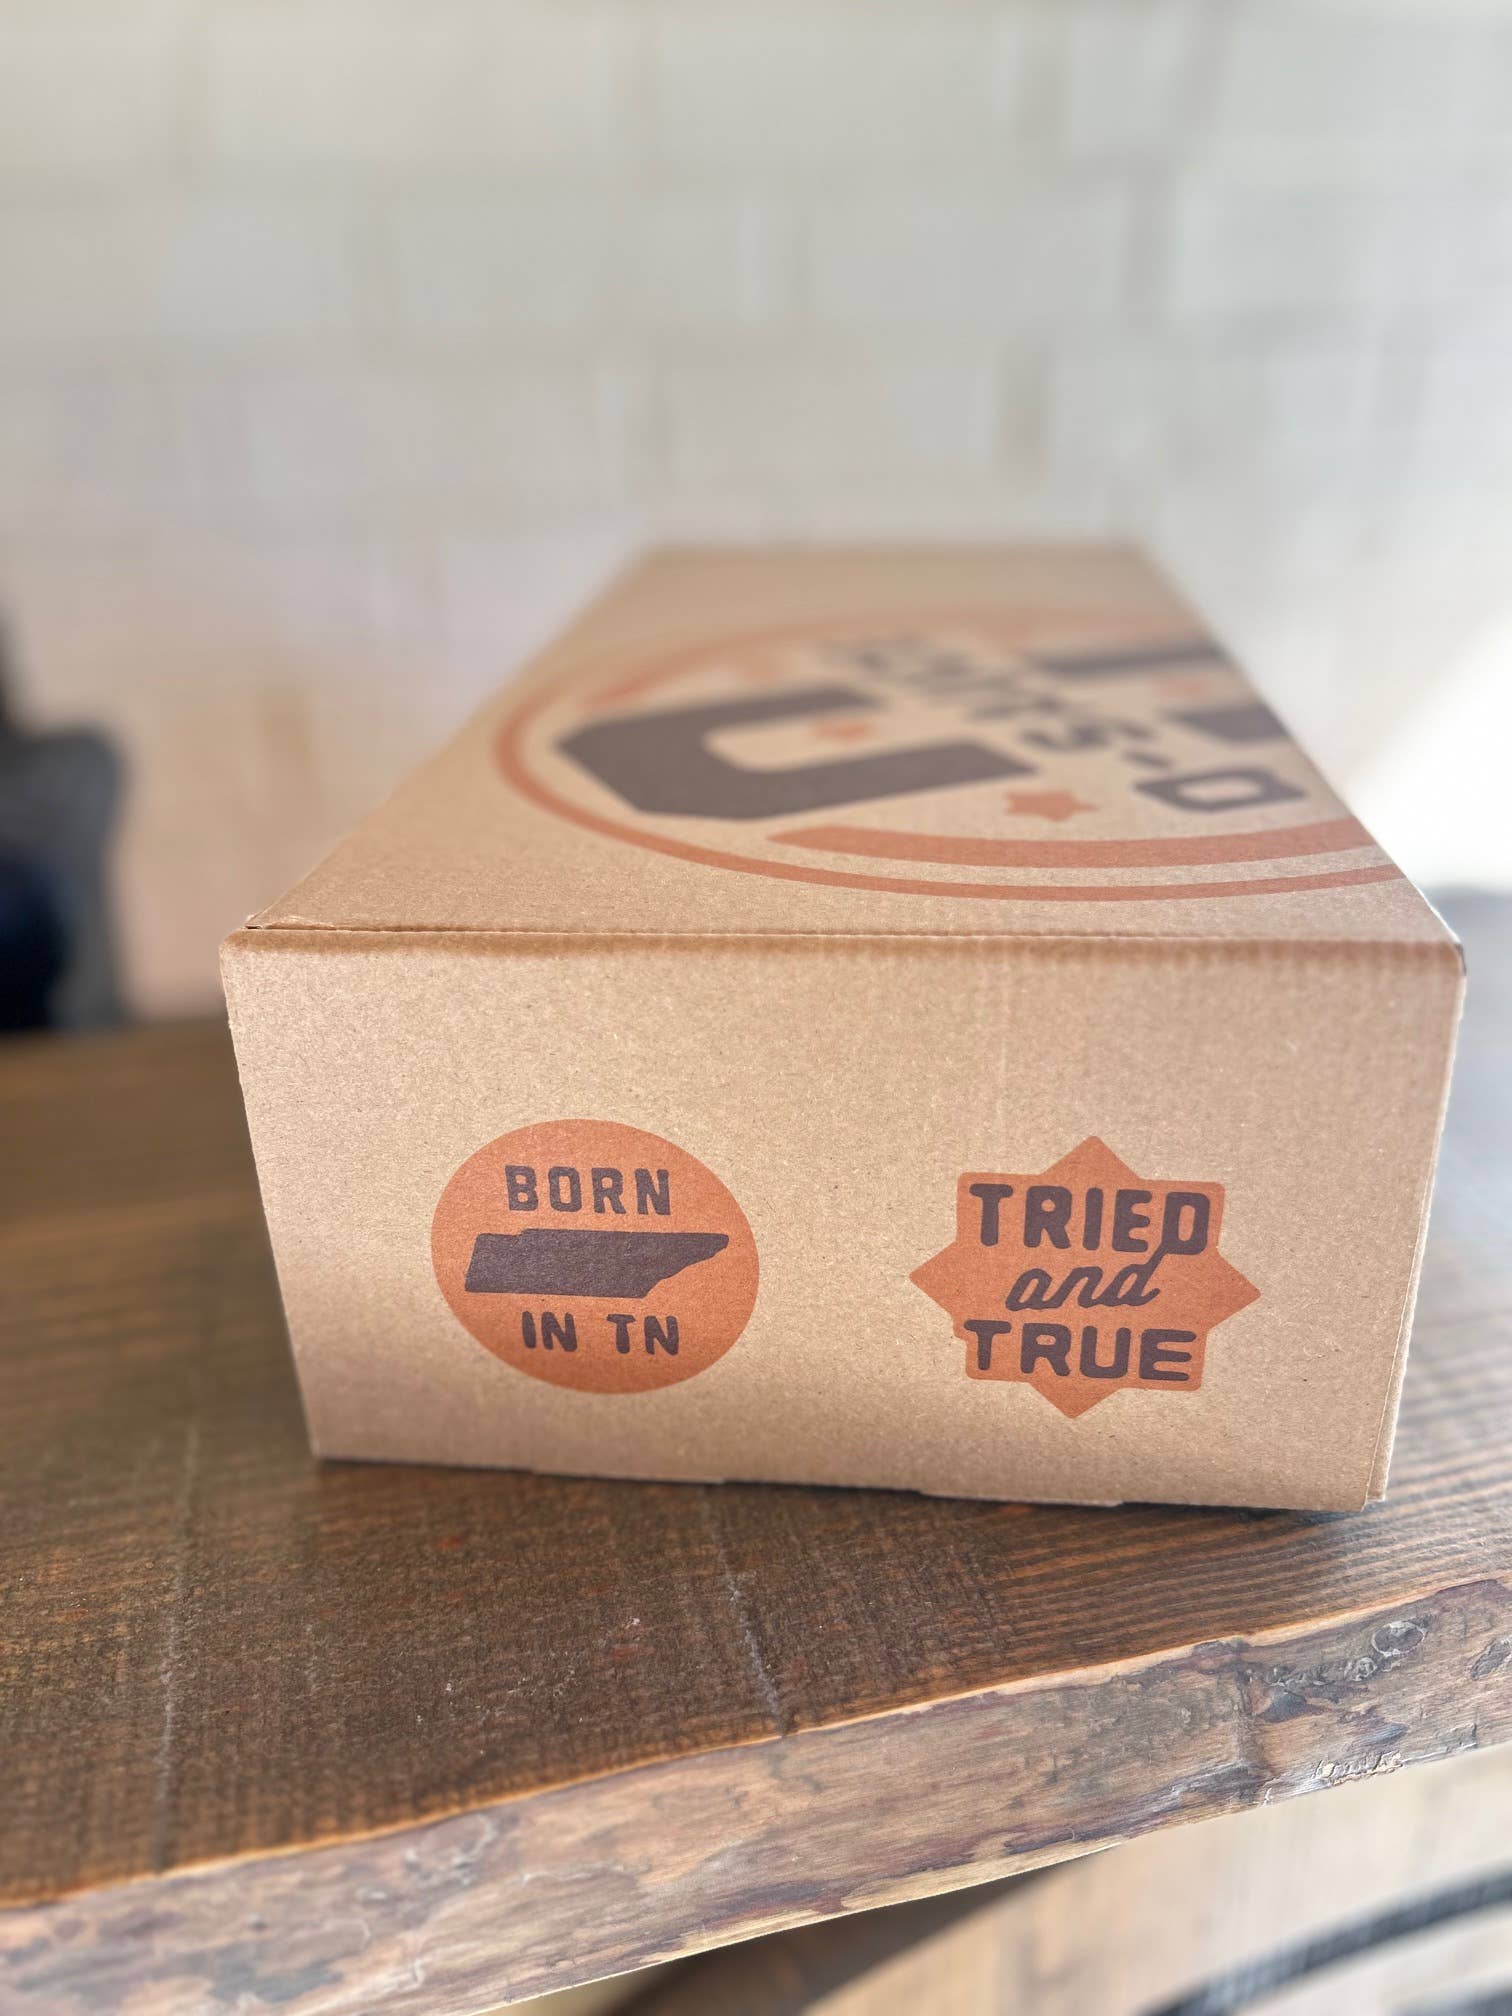 BORN
IN TN
TRIED
and
TRUE